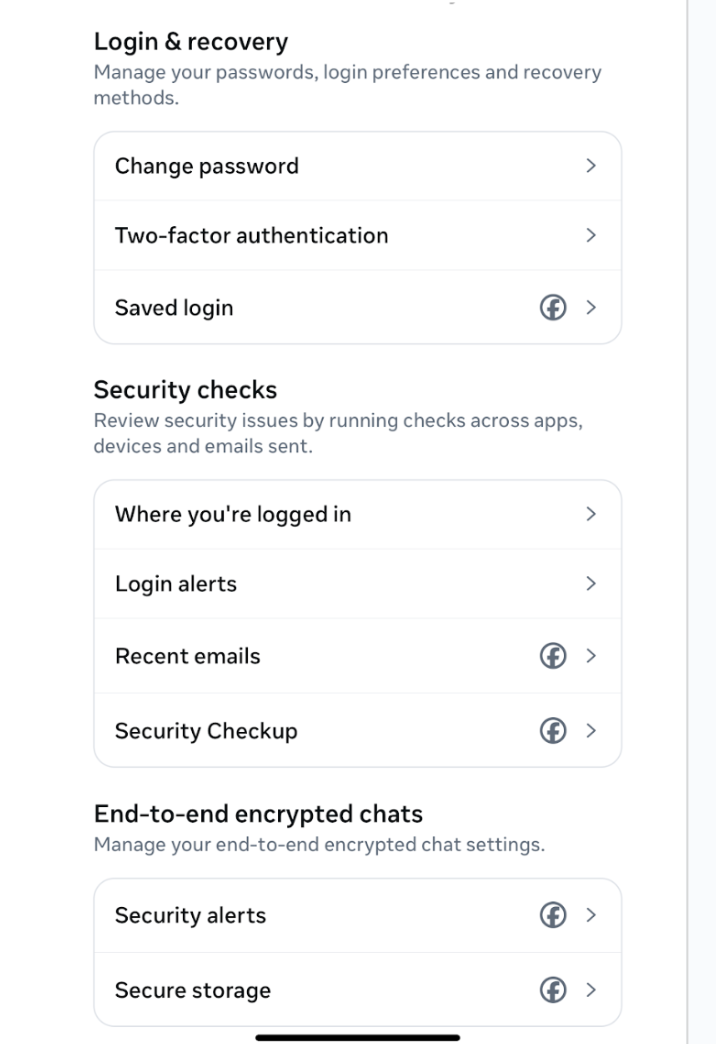 Login & recovery
Manage your passwords, login preferences and recovery
methods.
Change password
Two-factor authentication
Saved login
Security checks
Review security issues by running checks across apps,
devices and emails sent.
Where you're logged in
Login alerts
Recent emails
Security Checkup
End-to-end encrypted chats
Manage your end-to-end encrypted chat settings.
Security alerts
Secure storage